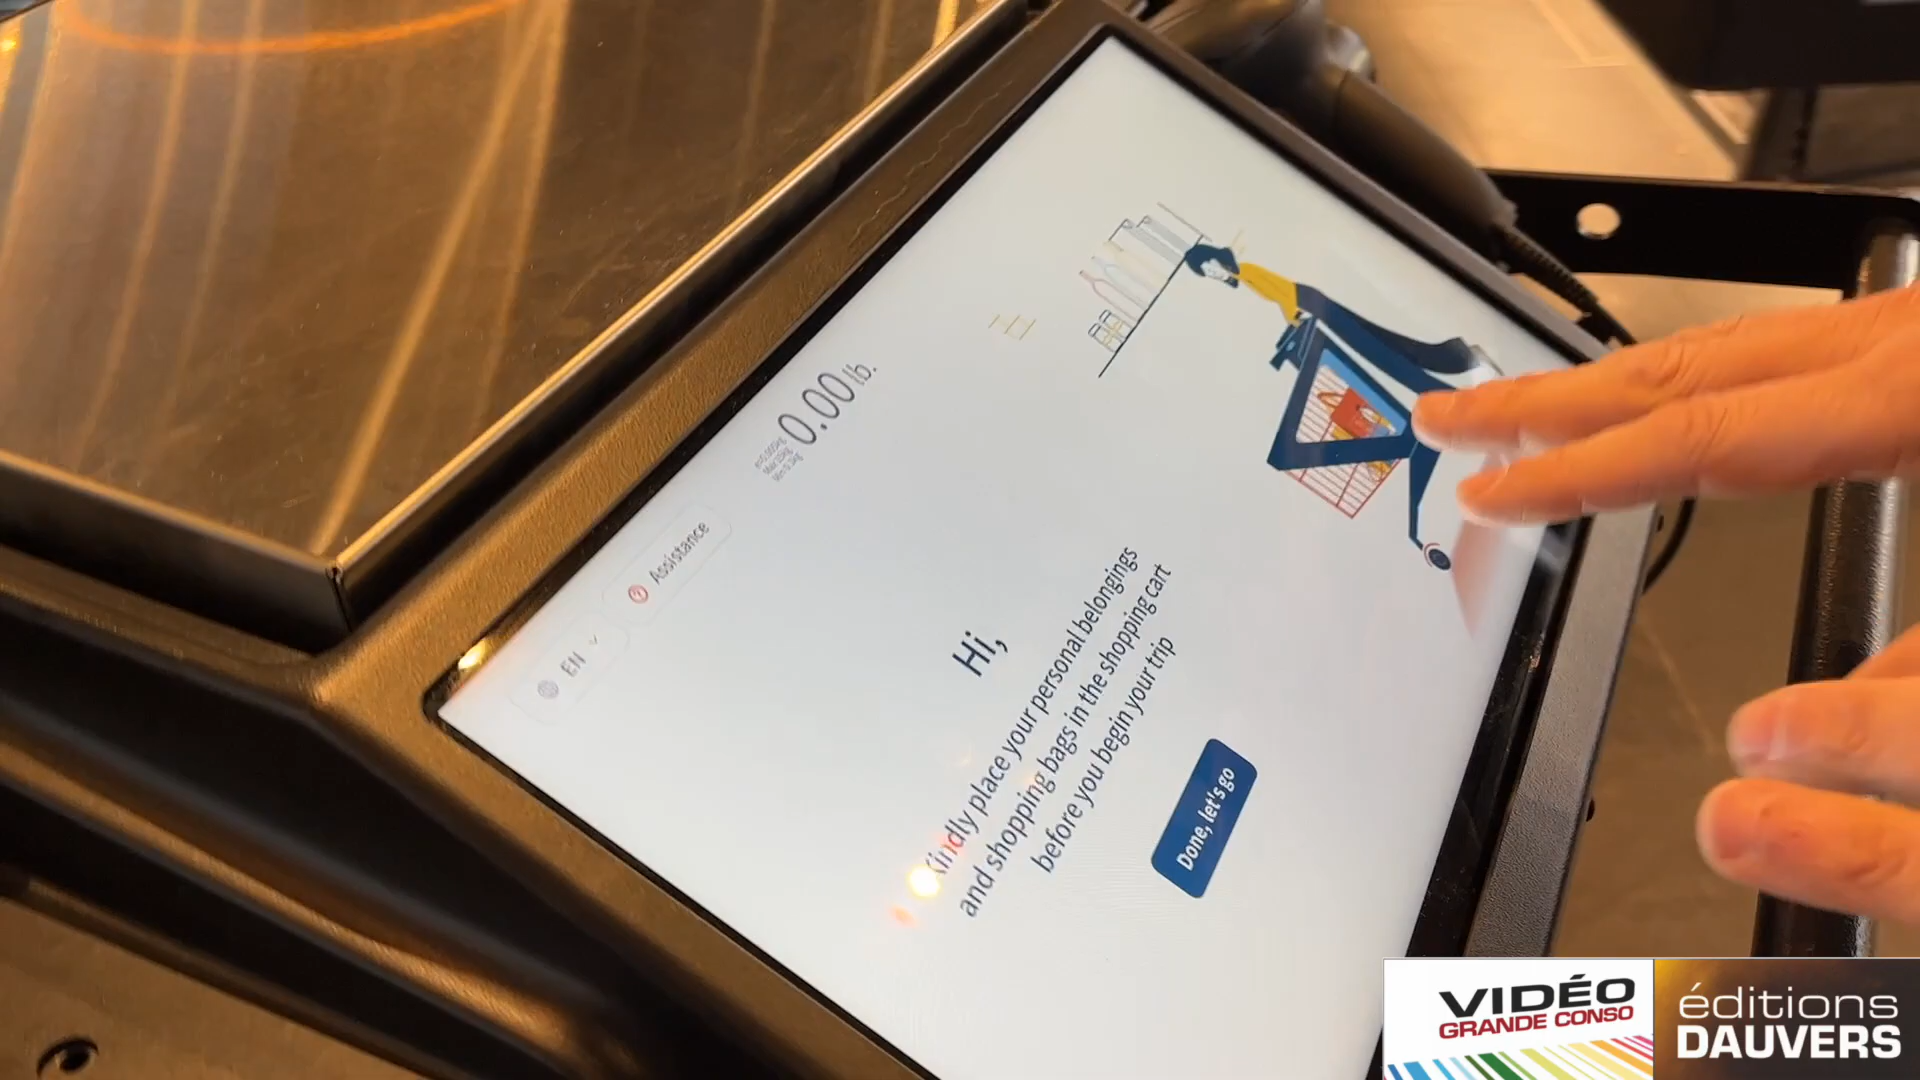 EN
Assistance
0.00 lb.
Hi,
Kindly place your personal belongings
and shopping bags in the shopping cart
before you begin your trip
Done, let's go
VIDÉO
GRANDE CONSO
éditions
DAUVERS